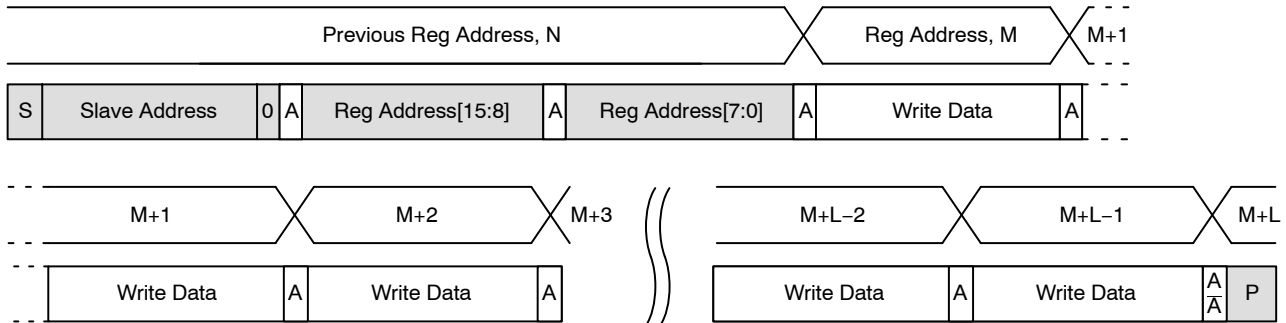 Previous Reg Address, N Reg Address, M M+1
S Slave Address 0 A Reg Address[15:8] A Reg Address[7:0] A Write Data A
M+1 M+2 M+3 M+L−2 M+L−1 M+L
Write Data A Write Data A Write Data A Write Data A/A̅ P